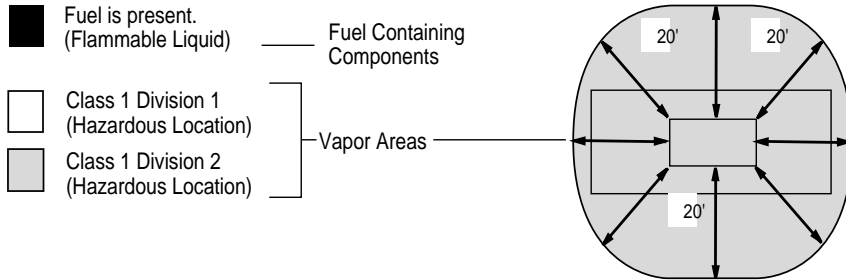 Fuel is present.
(Flammable Liquid)
Fuel Containing
Components
Class 1 Division 1
(Hazardous Location)
Vapor Areas
Class 1 Division 2
(Hazardous Location)
20'
20'
20'